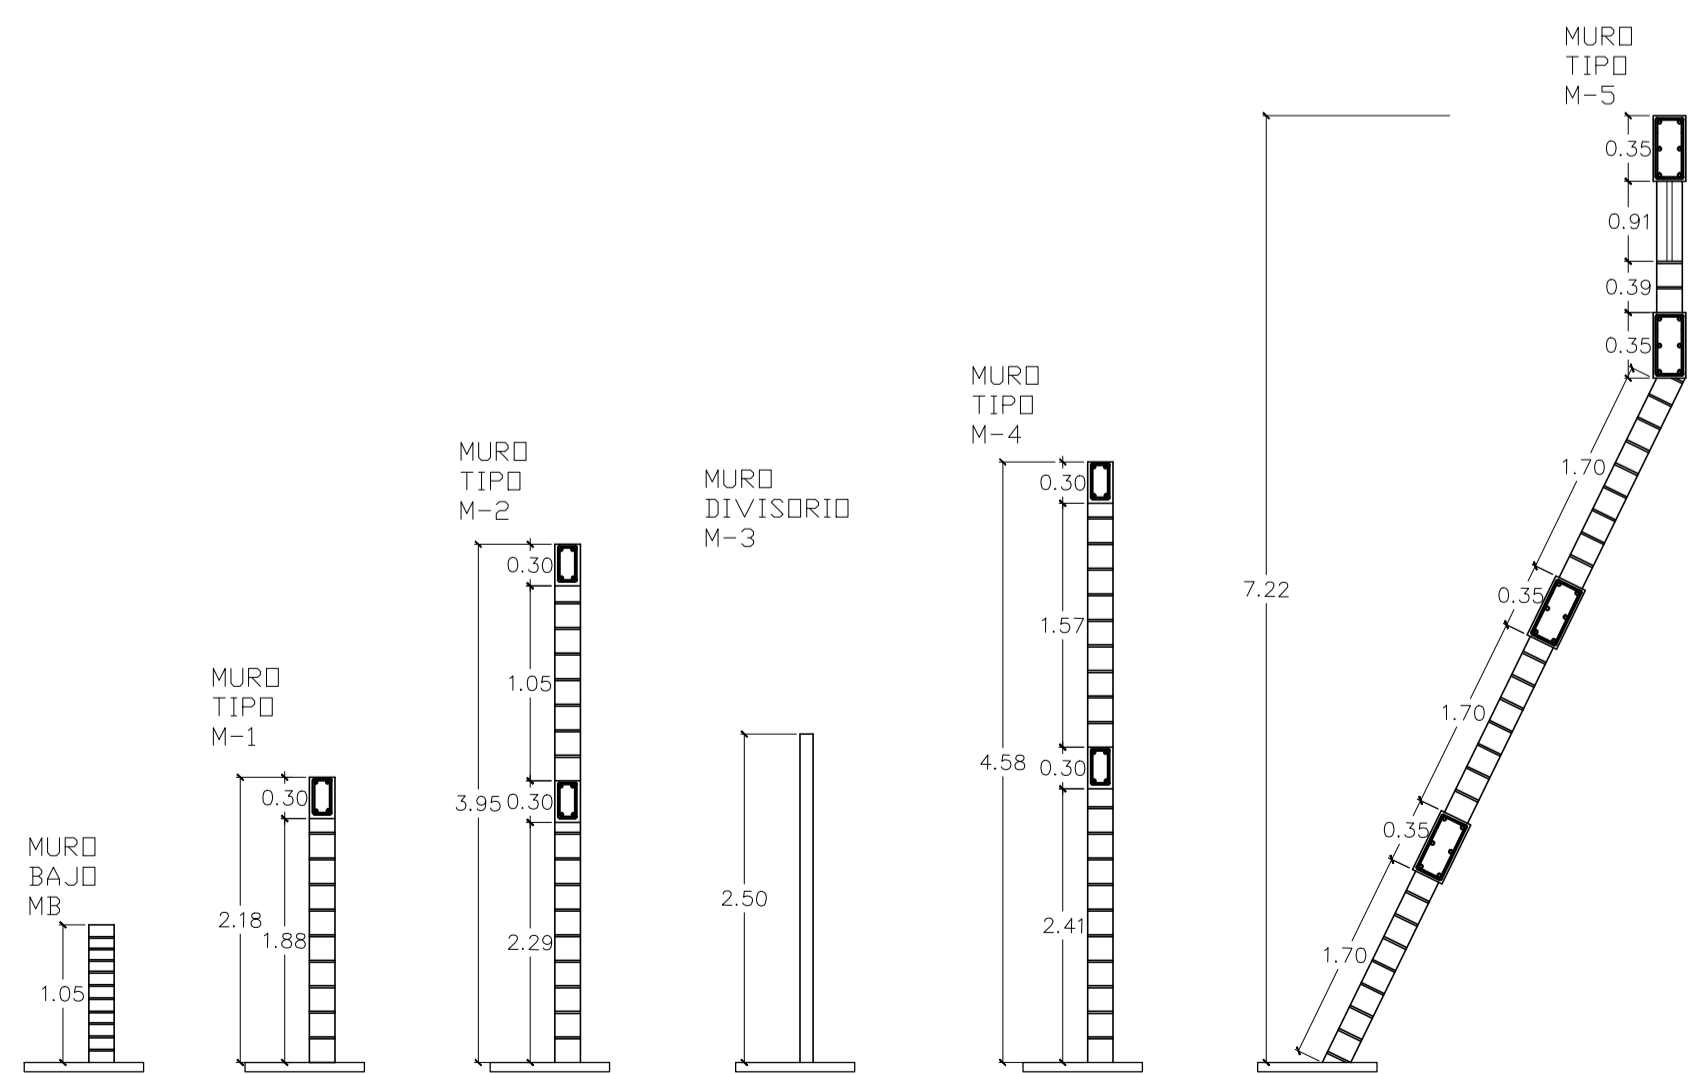 MURO
BAJO
MB
1.05
MURO
TIPO
M-1
0.30
2.18
1.88
MURO
TIPO
M-2
0.30
1.05
3.95
0.30
2.29
MURO
DIVISORIO
M-3
2.50
MURO
TIPO
M-4
0.30
1.57
4.58
0.30
2.41
MURO
TIPO
M-5
0.35
0.91
0.39
0.35
7.22
1.70
0.35
1.70
0.35
1.70